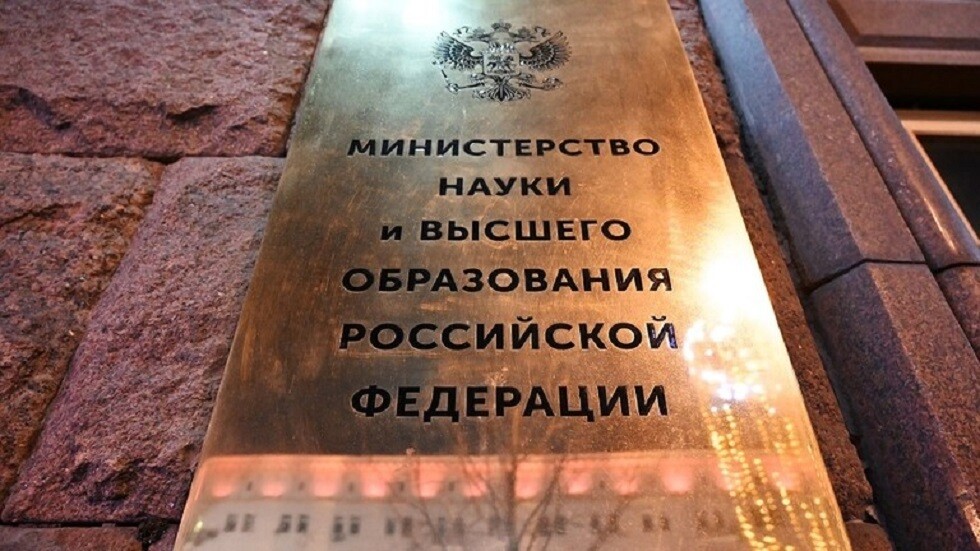 МИНИСТЕРСТВО
НАУКИ
и ВЫСШЕГО
ОБРАЗОВАНИЯ
РОССИЙСКОЙ
ФЕДЕРАЦИИ